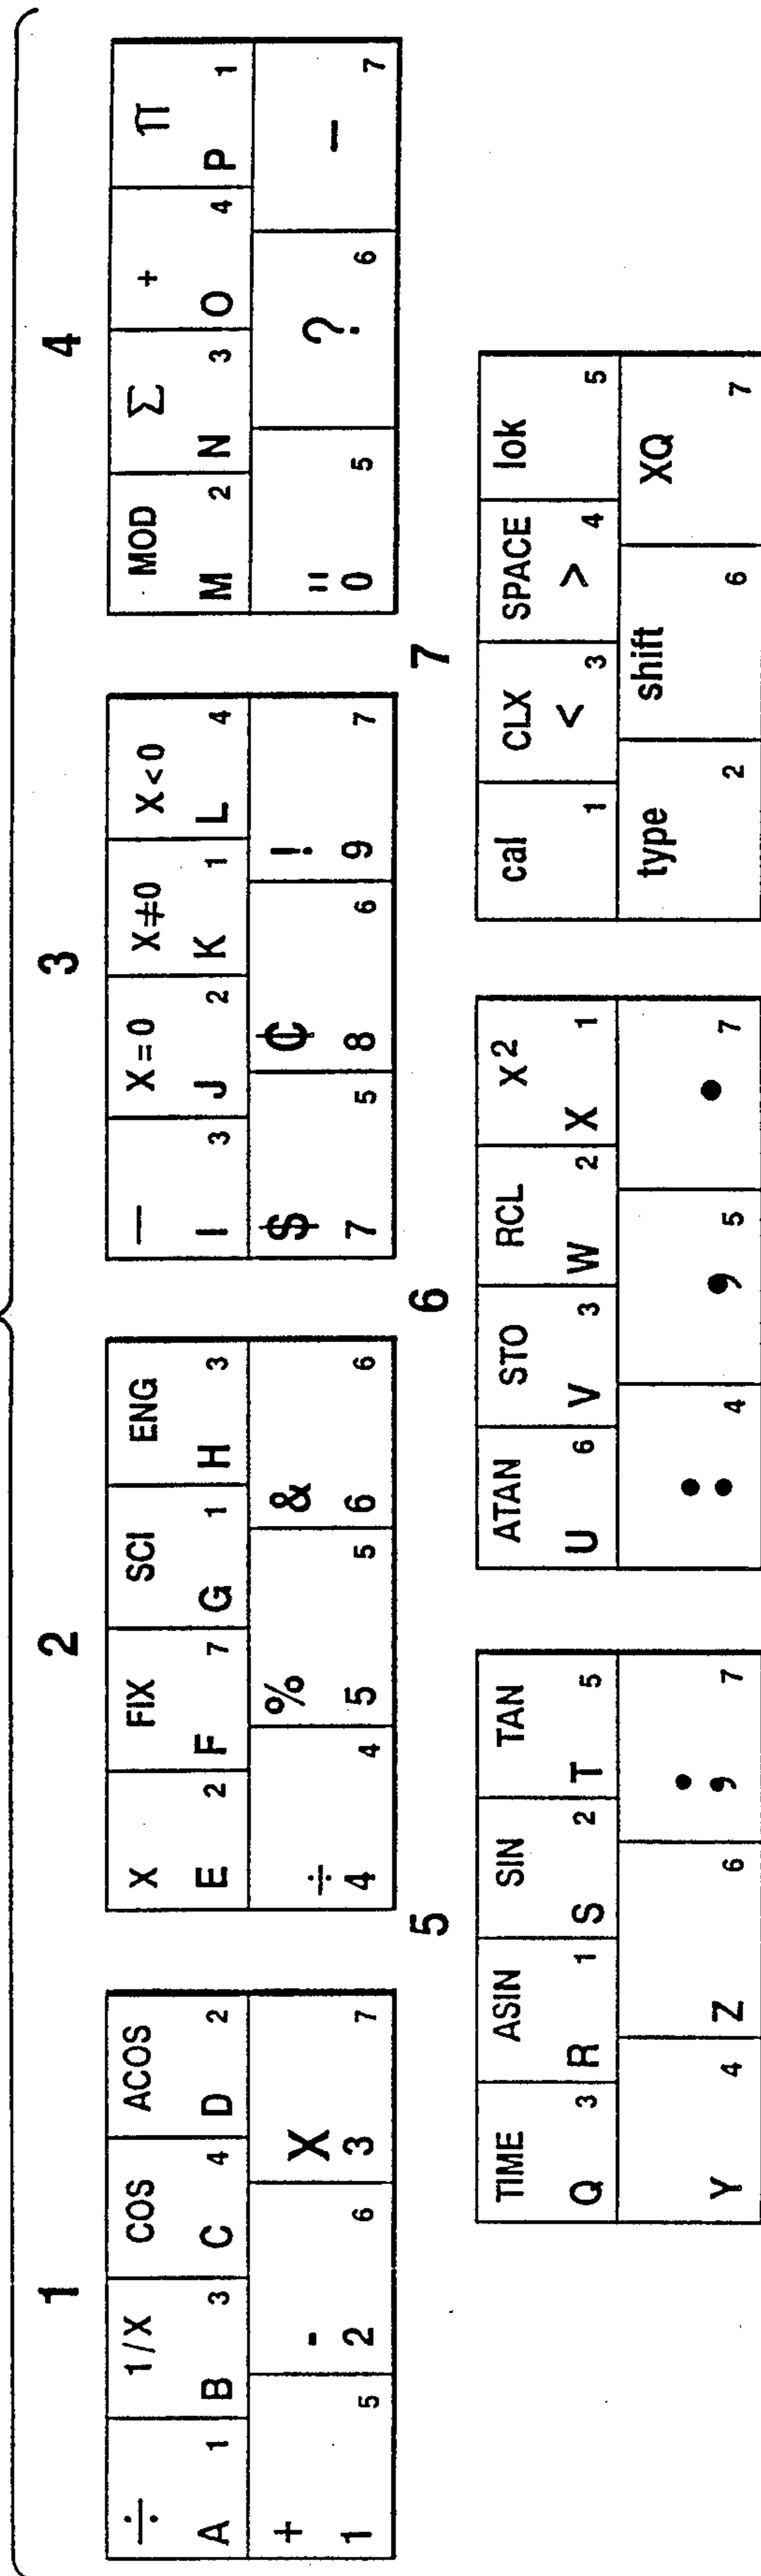 1
÷ 1/X COS ACOS
A 1 B 3 C 4 D 2
+ - X
1 5 2 6 3 7
2
X FIX SCI ENG
E 2 F 7 G 1 H 3
÷ % &
4 4 5 5 6 6
3
— X=0 X≠0 X<0
I 3 J 2 K 1 L 4
$ ¢ !
7 5 8 6 9 7
4
MOD Σ + π
M 2 N 3 O 4 P 1
" ? –
0 5 6 7
5
TIME ASIN SIN TAN
Q 3 R 1 S 2 T 5
Y 4 Z 6 ; 7
6
ATAN STO RCL X²
U 6 V 3 W 2 X 1
: 4 , 5 . 7
7
cal CLX SPACE lok
1 < 3 > 4 5
type shift XQ
2 6 7